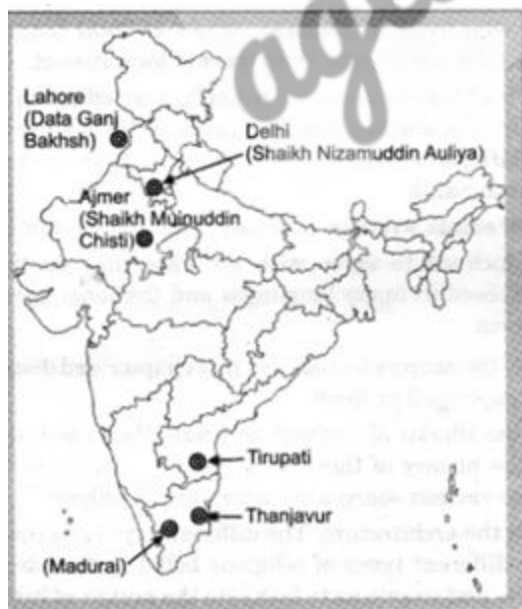 Lahore
(Data Ganj
Bakhsh)
Delhi
(Shaikh Nizamuddin Auliya)
Ajmer
(Shaikh Muinuddin
Chisti)
Tirupati
Thanjavur
(Madurai)